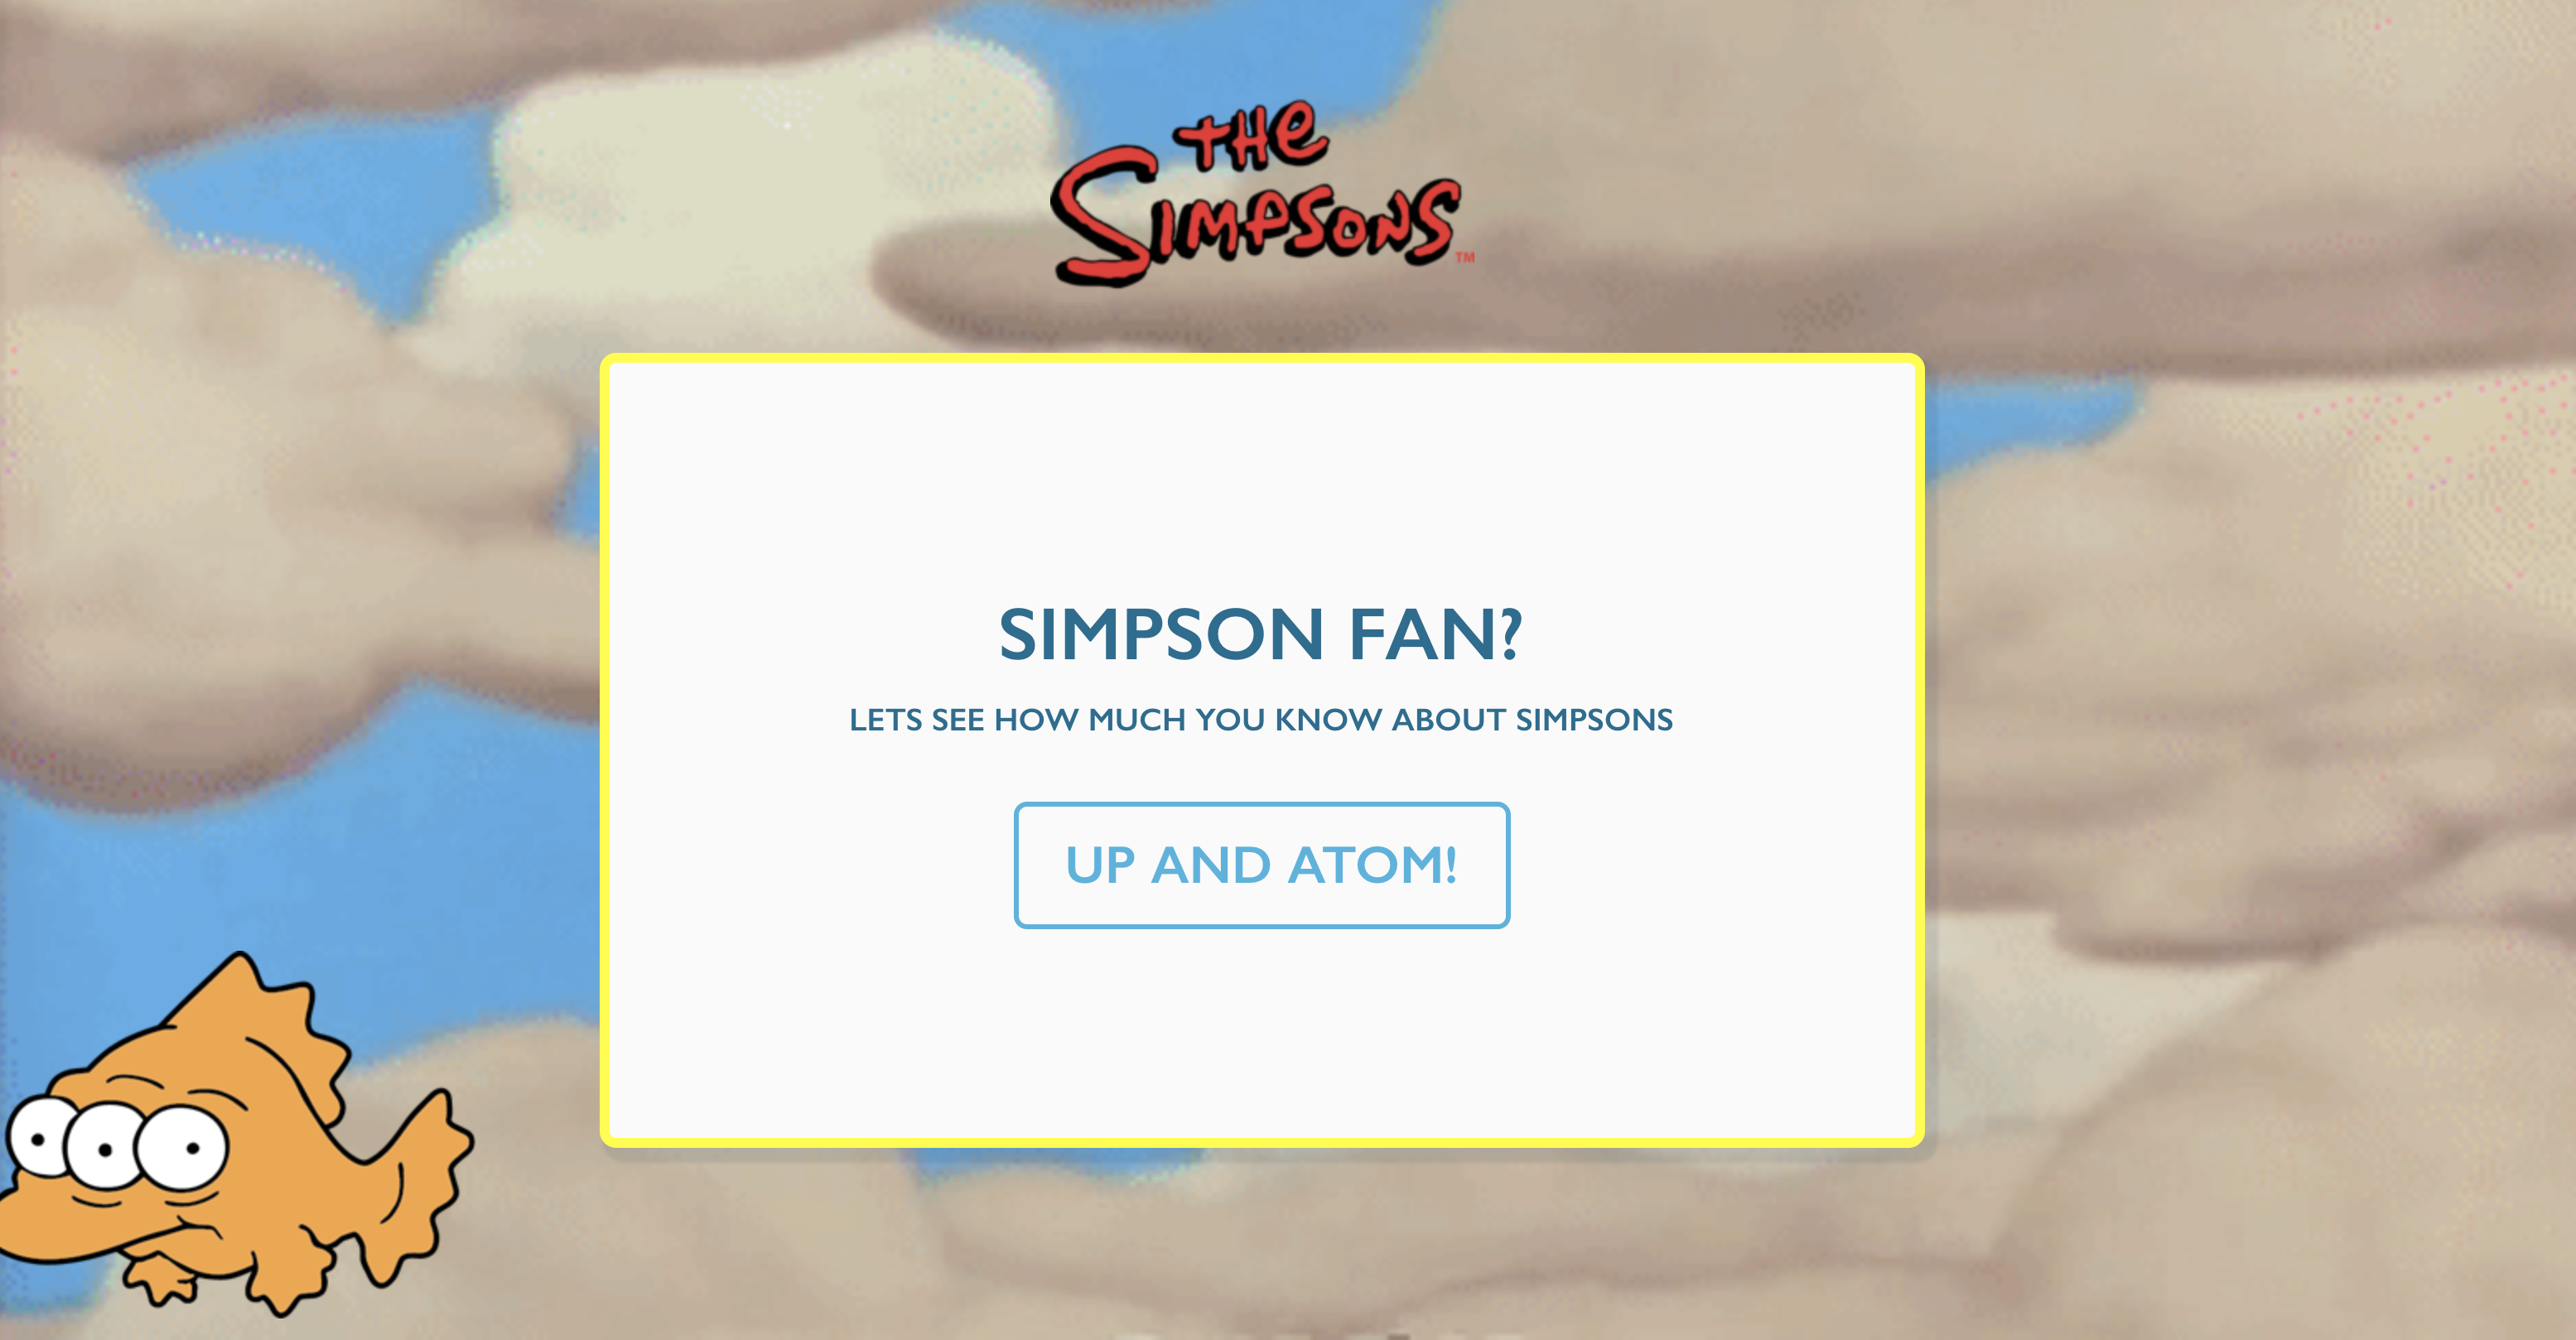 THE
SIMPSONS™
SIMPSON FAN?
LETS SEE HOW MUCH YOU KNOW ABOUT SIMPSONS
UP AND ATOM!